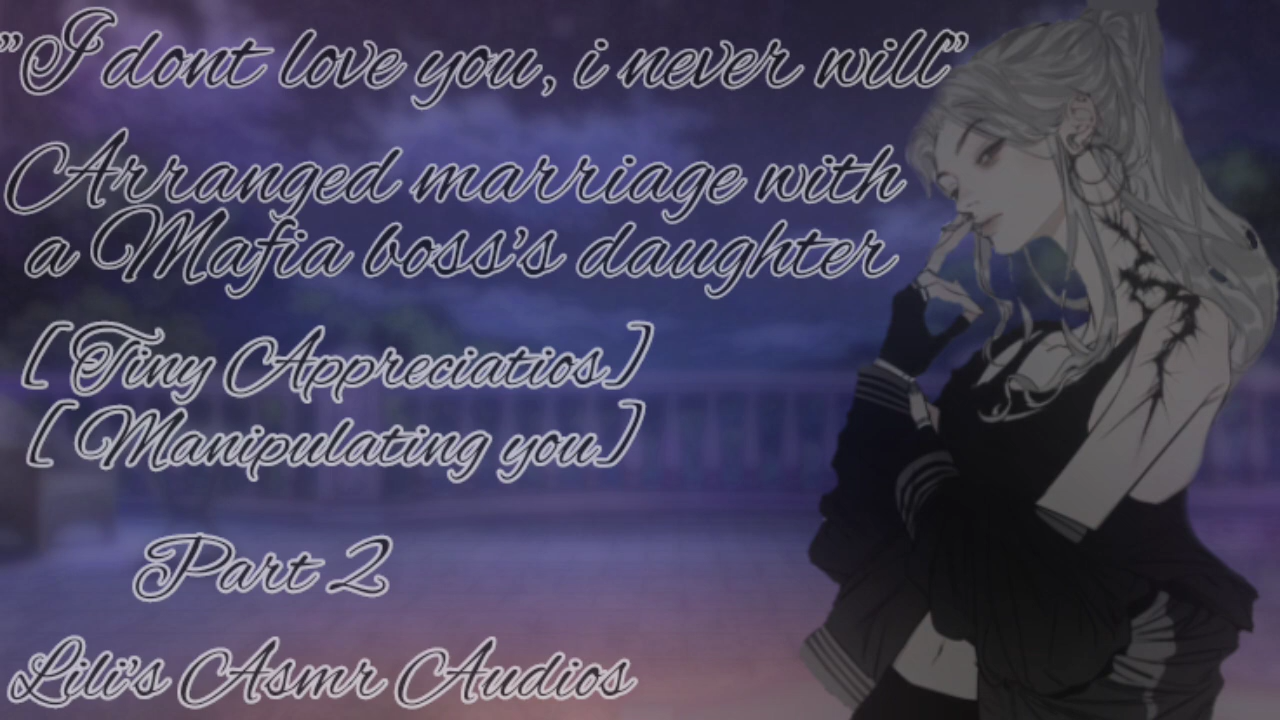 "I dont love you, i never will"
Arranged marriage with
a Mafia boss's daughter
[Tiny Appreciatios]
[Manipulating you]
Part 2
Lili's Asmr Audios